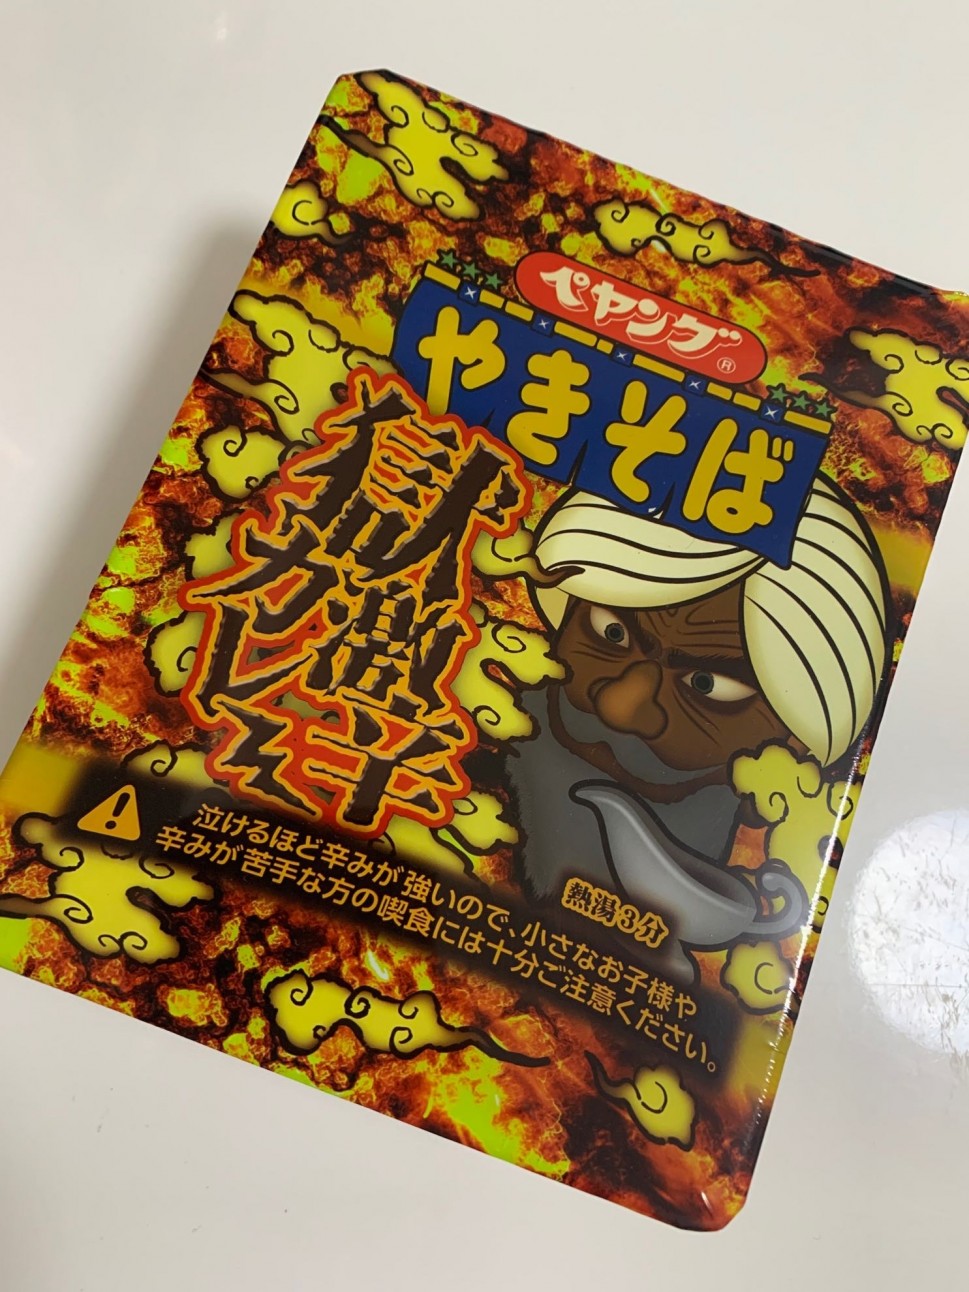 ペヤング®
やきそば
獄激辛
カレー
泣けるほど辛みが強いので、小さなお子様や
辛みが苦手な方の喫食には十分ご注意ください。
熱湯3分